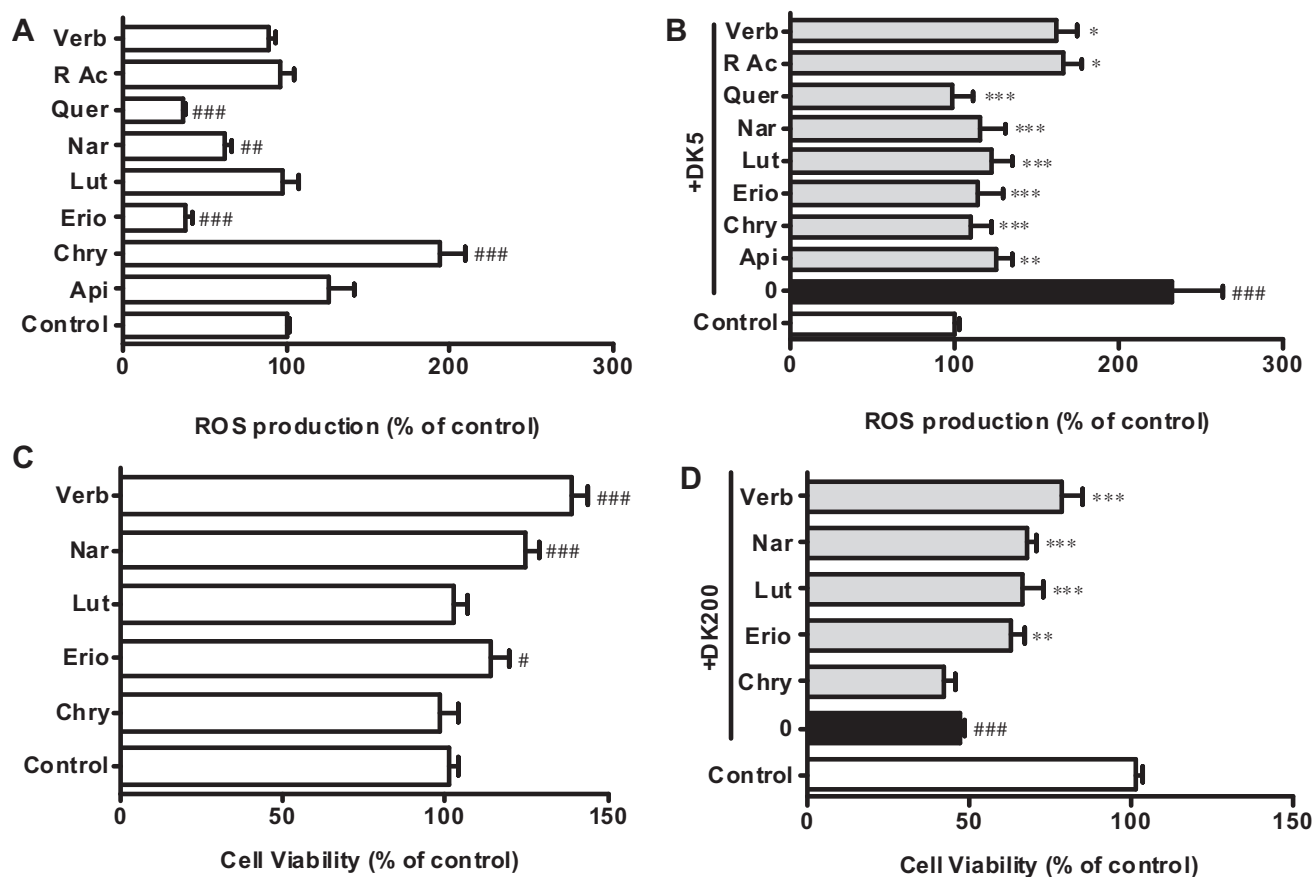 A
Verb
R Ac
Quer ###
Nar ##
Lut
Erio ###
Chry ###
Api
Control
0 100 200 300
ROS production (% of control)
B
+DK5
Verb *
R Ac *
Quer ***
Nar ***
Lut ***
Erio ***
Chry ***
Api **
0 ###
Control
0 100 200 300
ROS production (% of control)
C
Verb ###
Nar ###
Lut
Erio #
Chry
Control
0 50 100 150
Cell Viability (% of control)
D
+DK200
Verb ***
Nar ***
Lut ***
Erio **
Chry
0 ###
Control
0 50 100 150
Cell Viability (% of control)